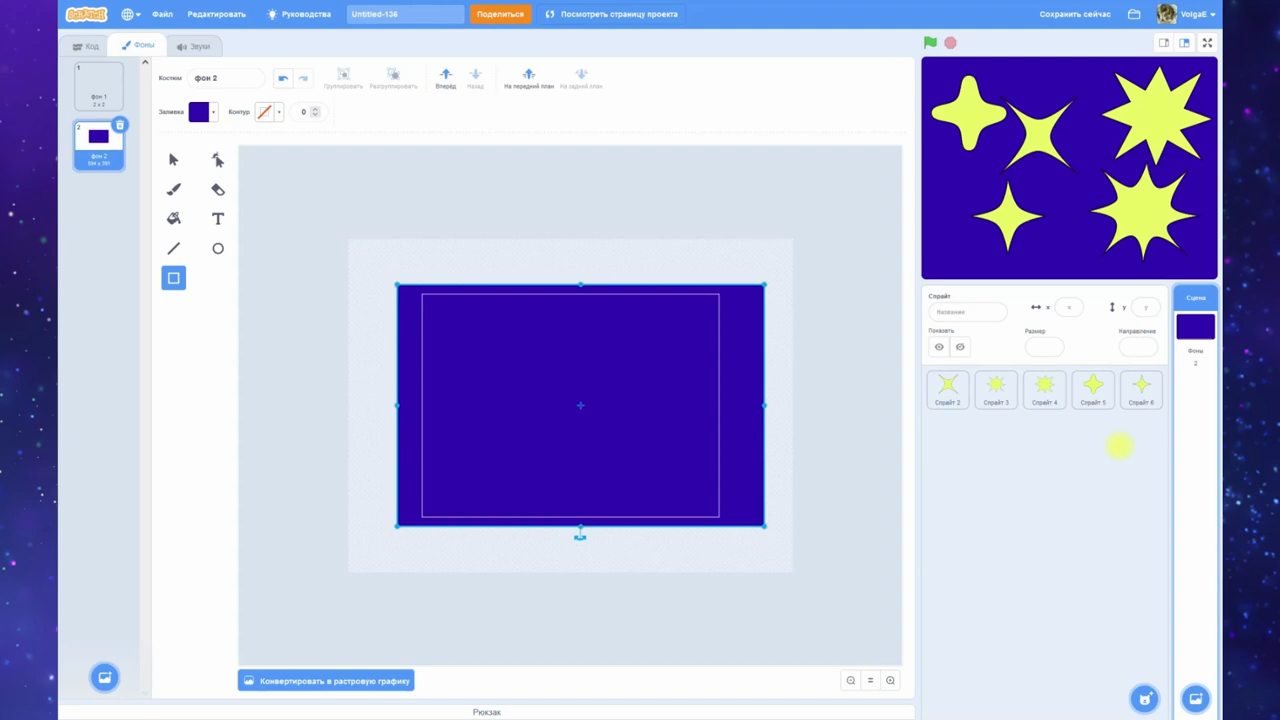 SCRATCH Файл Редактировать Руководства Untitled-136 Поделиться Посмотреть страницу проекта Сохранить сейчас VolgaE
Код Фоны Звуки
1
фон 1
2 x 2
2
фон 2
Костюм фон 2 Группировать Разгруппировать Вперёд Назад На передний план На задний план
Заливка Контур 0
Конвертировать в растровую графику
Рюкзак
Спрайт
Название x x y y
Показать Размер Направление
Спрайт 2 Спрайт 3 Спрайт 4 Спрайт 5 Спрайт 6
Сцена
Фоны
2